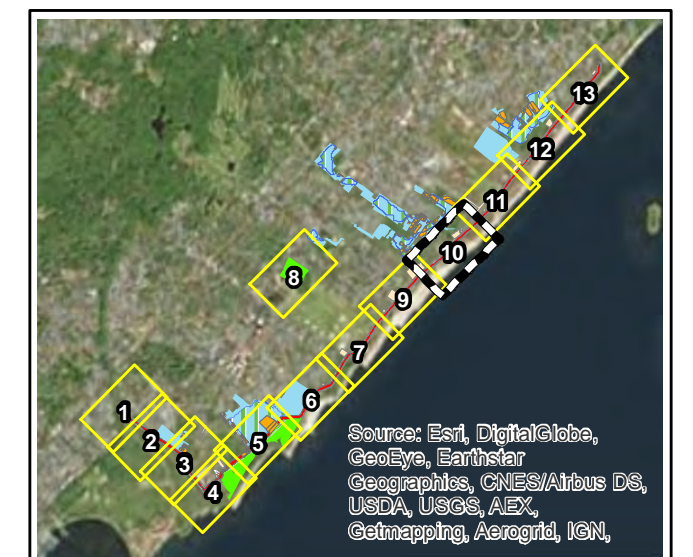 13
12
11
10
8
9
7
6
1
2
5
3
4
Source: Esri, DigitalGlobe,
GeoEye, Earthstar
Geographics, CNES/Airbus DS,
USDA, USGS, AEX,
Getmapping, Aerogrid, IGN,